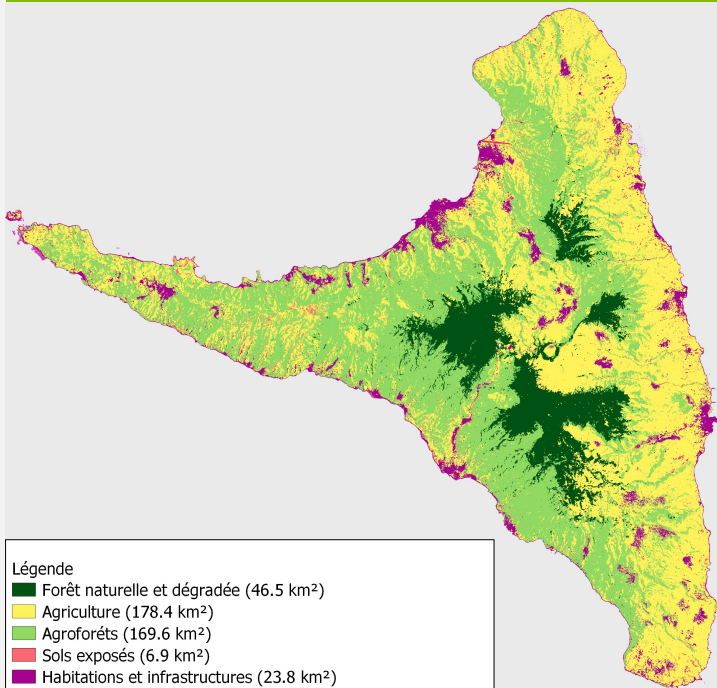 Légende
Forêt naturelle et dégradée (46.5 km²)
Agriculture (178.4 km²)
Agroforéts (169.6 km²)
Sols exposés (6.9 km²)
Habitations et infrastructures (23.8 km²)